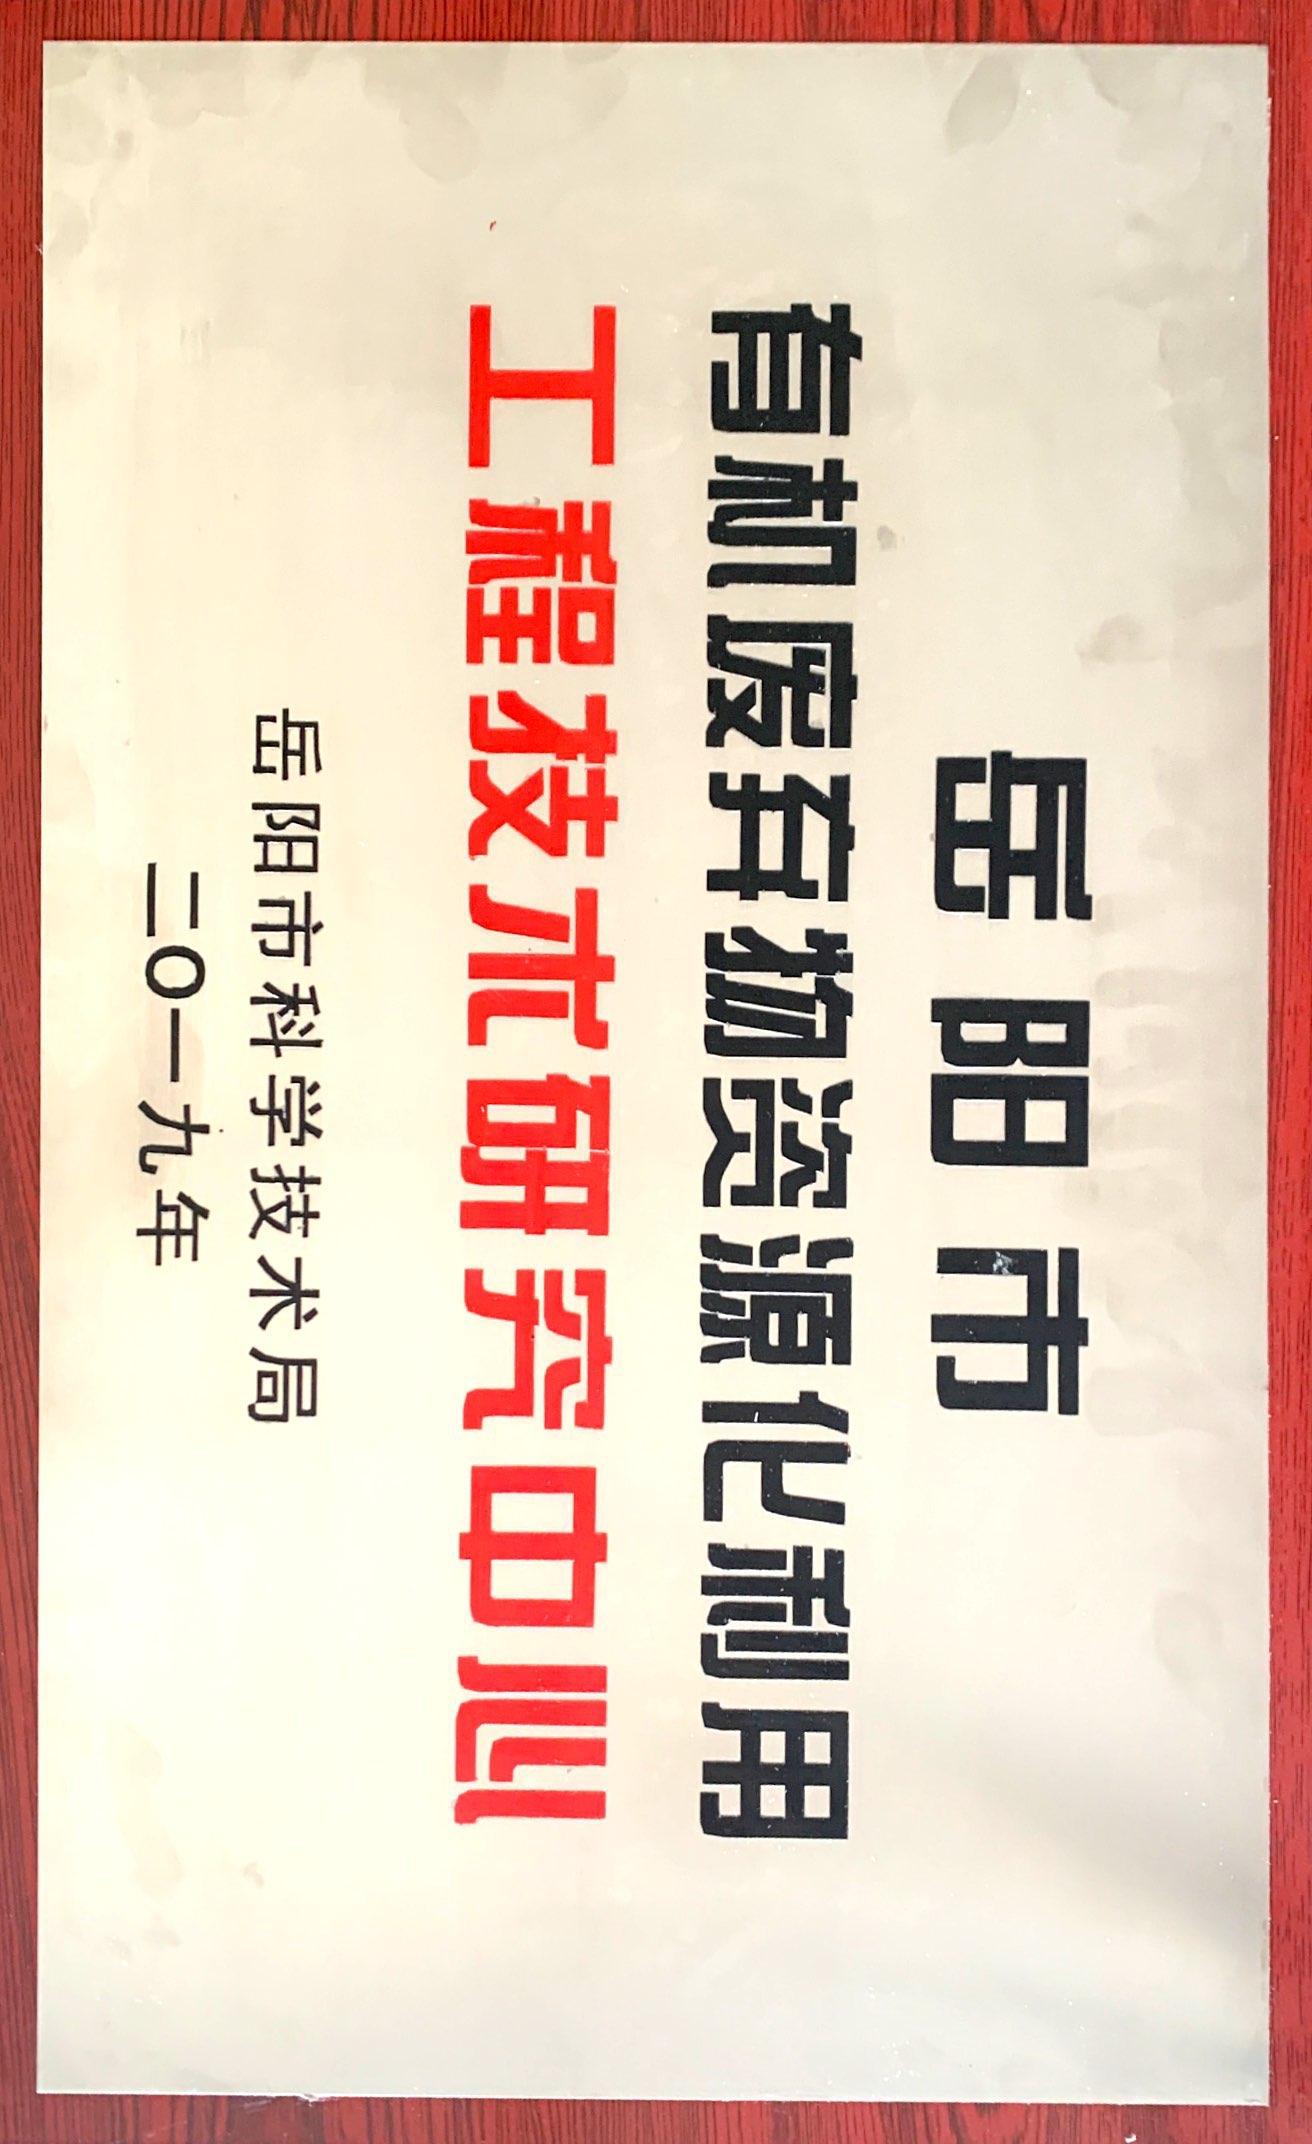 岳阳市
有机废弃物资源化利用
工程技术研究中心
岳阳市科学技术局
二〇一九年